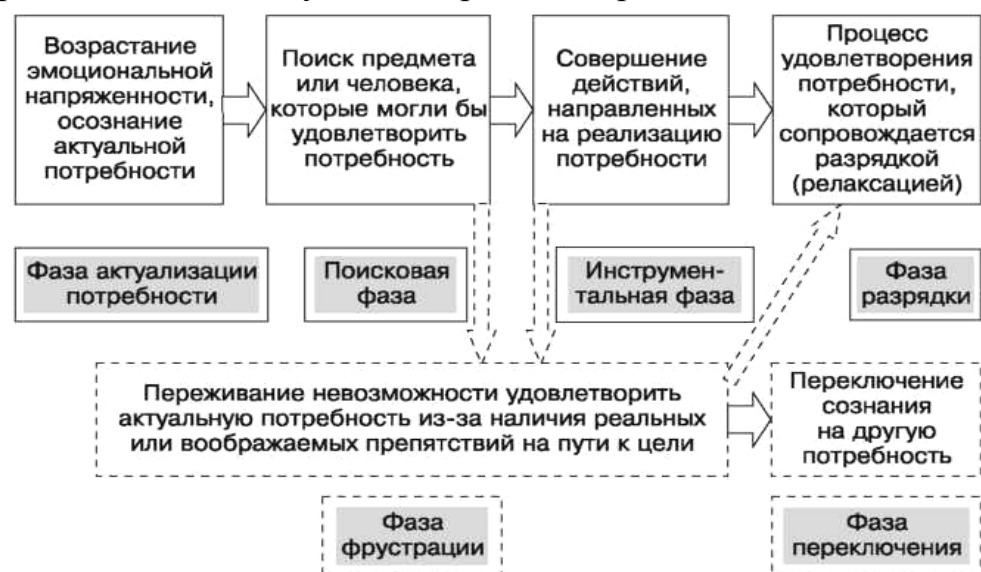 Возрастание
эмоциональной
напряженности,
осознание
актуальной
потребности
Поиск предмета
или человека,
которые могли бы
удовлетворить
потребность
Совершение
действий,
направленных
на реализацию
потребности
Процесс
удовлетворения
потребности,
который
сопровождается
разрядкой
(релаксацией)
Фаза актуализации
потребности
Поисковая
фаза
Инструмен-
тальная фаза
Фаза
разрядки
Переживание невозможности удовлетворить
актуальную потребность из-за наличия реальных
или воображаемых препятствий на пути к цели
Переключение
сознания
на другую
потребность
Фаза
фрустрации
Фаза
переключения